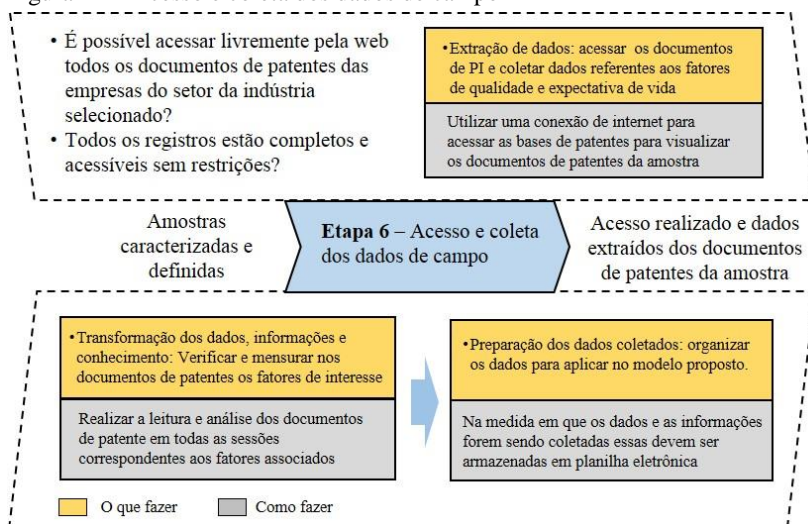 • É possível acessar livremente pela web
todos os documentos de patentes das
empresas do setor da indústria
selecionado?
• Todos os registros estão completos e
acessíveis sem restrições?
•Extração de dados: acessar os documentos
de PI e coletar dados referentes aos fatores
de qualidade e expectativa de vida
Utilizar uma conexão de internet para
acessar as bases de patentes para visualizar
os documentos de patentes da amostra
Amostras
caracterizadas e
definidas
Etapa 6 – Acesso e coleta
dos dados de campo
Acesso realizado e dados
extraídos dos documentos
de patentes da amostra
•Transformação dos dados, informações e
conhecimento: Verificar e mensurar nos
documentos de patentes os fatores de interesse
Realizar a leitura e análise dos documentos
de patente em todas as sessões
correspondentes aos fatores associados
•Preparação dos dados coletados: organizar
os dados para aplicar no modelo proposto.
Na medida em que os dados e as informações
forem sendo coletadas essas devem ser
armazenadas em planilha eletrônica
O que fazer
Como fazer